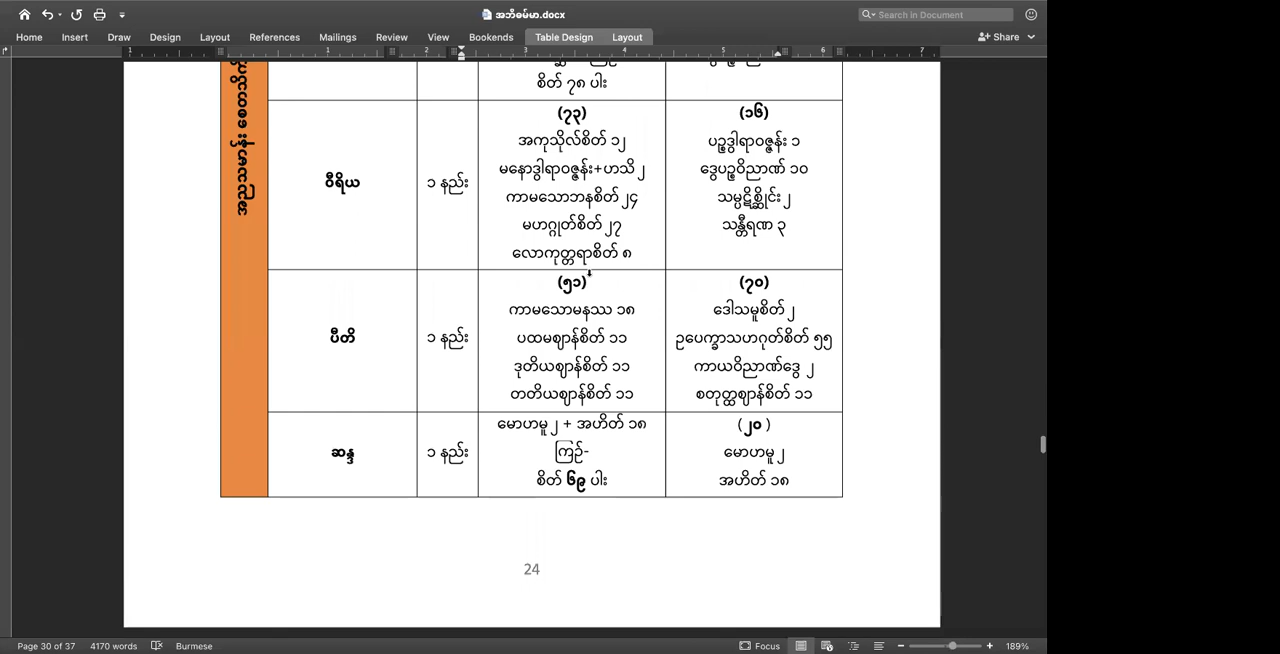 အဘိဓမ်မာ.docx
Search in Document
Home Insert Draw Design Layout References Mailings Review View Bookends Table Design Layout Share
1 1 2 3 4 5 6 7
စိတ် ၇၈ ပါး
ဝီရိယ
၁ နည်း
(၇၃)
အကုသိုလ်စိတ် ၁၂
မနောဒွါရာဝဇ္ဇန်း+ဟသိ ၂
ကာမသောဘနစိတ် ၂၄
မဟဂ္ဂုတ်စိတ် ၂၇
လောကုတ္တရာစိတ် ၈
(၁၆)
ပဉ္စဒွါရာဝဇ္ဇန်း ၁
ဒွေပဉ္စဝိညာဏ် ၁၀
သမ္ပဋိစ္ဆိုင်း ၂
သန္တီရဏ ၃
ပီတိ
၁ နည်း
(၅၁)
ကာမသောမနဿ ၁၈
ပထမဈာန်စိတ် ၁၁
ဒုတိယဈာန်စိတ် ၁၁
တတိယဈာန်စိတ် ၁၁
(၇၀)
ဒေါသမူစိတ် ၂
ဥပေက္ခာသဟဂုတ်စိတ် ၅၅
ကာယဝိညာဏ်ဒွေ ၂
စတုတ္ထဈာန်စိတ် ၁၁
ဆန္ဒ
၁ နည်း
မောဟမူ ၂ + အဟိတ် ၁၈
ကြဉ်-
စိတ် ၆၉ ပါး
(၂၀ )
မောဟမူ ၂
အဟိတ် ၁၈
24
Page 30 of 37 4170 words Burmese Focus 189%